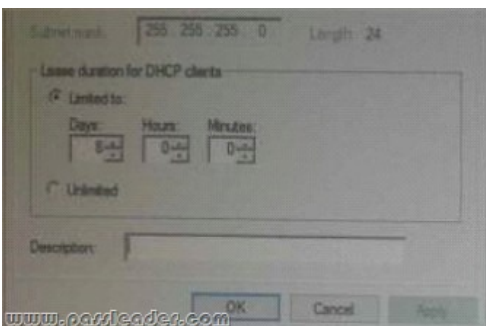 Subnet mask: 255 . 255 . 255 . 0 Length: 24
Lease duration for DHCP clients
Limited to:
Days: Hours: Minutes:
8 0 0
Unlimited
Description:
OK Cancel Apply
www.passleader.com